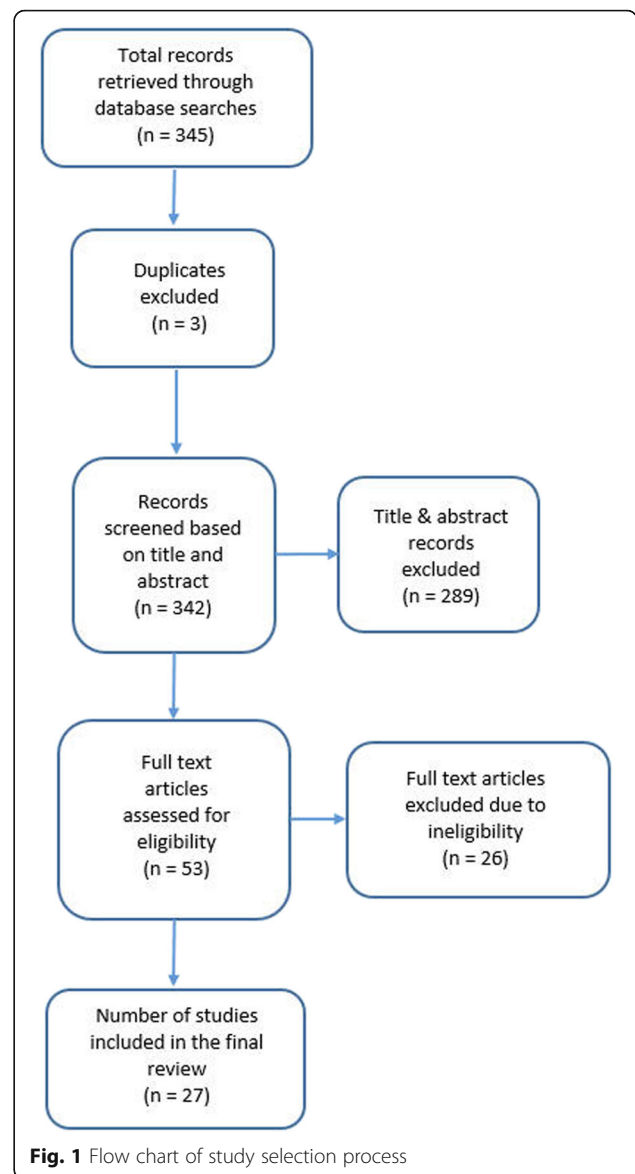 Total records
retrieved through
database searches
(n = 345)
Duplicates
excluded
(n = 3)
Records
screened based
on title and
abstract
(n = 342)
Title & abstract
records
excluded
(n = 289)
Full text
articles
assessed for
eligibility
(n = 53)
Full text articles
excluded due to
ineligibility
(n = 26)
Number of studies
included in the final
review
(n = 27)
Fig. 1 Flow chart of study selection process